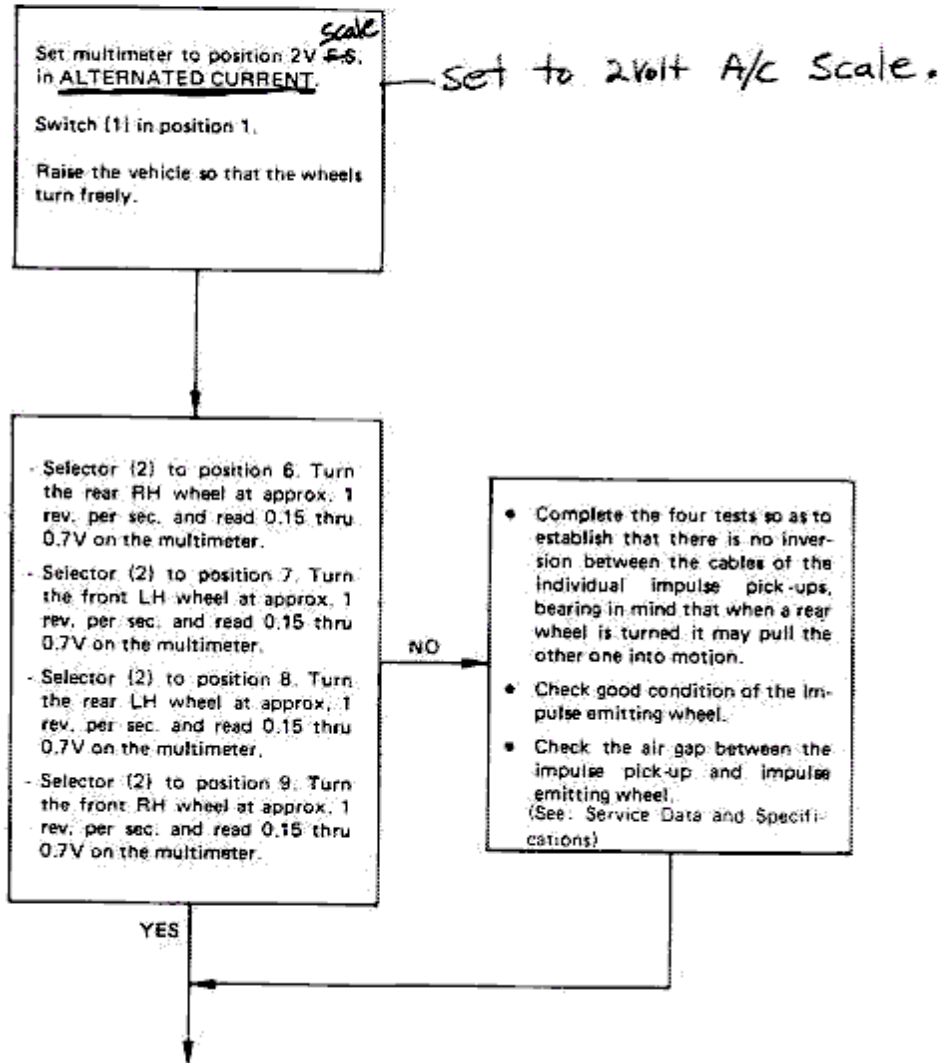 scale
Set multimeter to position 2V F.S.
in ALTERNATED CURRENT.
Set to 2Volt A/c Scale.
Switch (1) in position 1.
Raise the vehicle so that the wheels
turn freely.
- Selector (2) to position 6. Turn
the rear RH wheel at approx. 1
rev. per sec. and read 0.15 thru
0.7V on the multimeter.
- Selector (2) to position 7. Turn
the front LH wheel at approx. 1
rev. per sec. and read 0.15 thru
0.7V on the multimeter.
- Selector (2) to position 8. Turn
the rear LH wheel at approx. 1
rev. per sec. and read 0.15 thru
0.7V on the multimeter.
- Selector (2) to position 9. Turn
the front RH wheel at approx. 1
rev. per sec. and read 0.15 thru
0.7V on the multimeter.
NO
• Complete the four tests so as to
establish that there is no inver-
sion between the cables of the
individual impulse pick-ups,
bearing in mind that when a rear
wheel is turned it may pull the
other one into motion.
• Check good condition of the im-
pulse emitting wheel.
• Check the air gap between the
impulse pick-up and impulse
emitting wheel.
(See: Service Data and Specifi-
cations)
YES